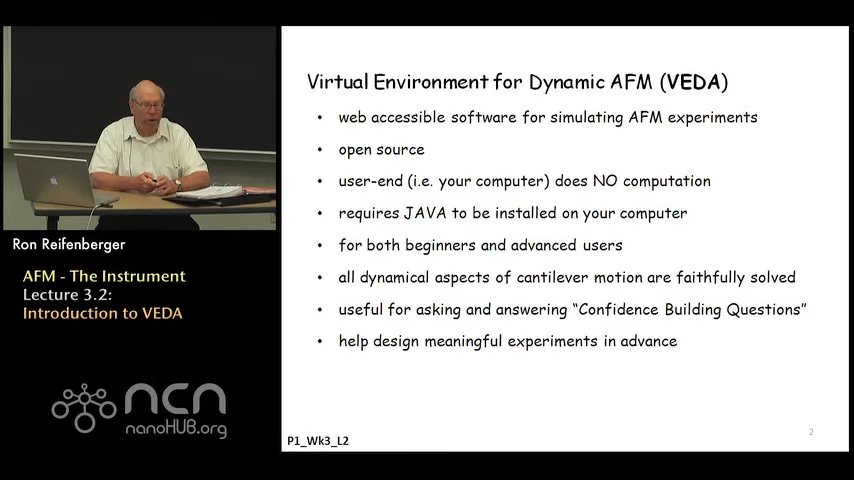 Virtual Environment for Dynamic AFM (VEDA)
• web accessible software for simulating AFM experiments
• open source
• user-end (i.e. your computer) does NO computation
• requires JAVA to be installed on your computer
• for both beginners and advanced users
• all dynamical aspects of cantilever motion are faithfully solved
• useful for asking and answering “Confidence Building Questions”
• help design meaningful experiments in advance
Ron Reifenberger
AFM - The Instrument
Lecture 3.2:
Introduction to VEDA
ncn
nanoHUB.org
P1_Wk3_L2
2